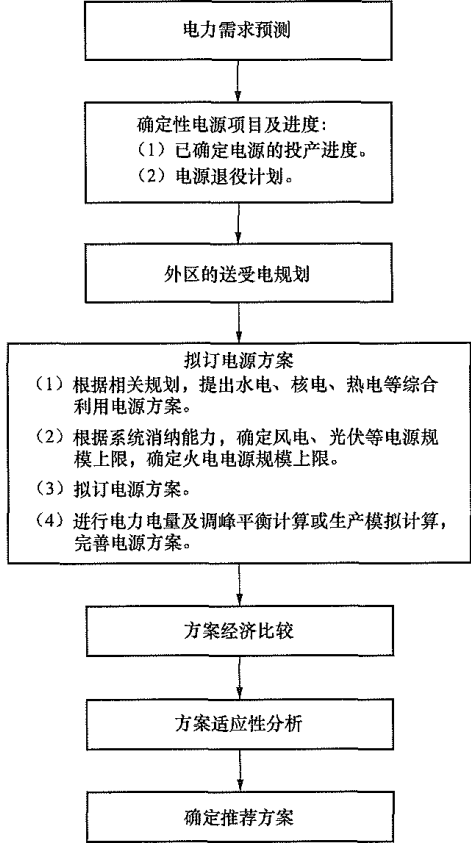 电力需求预测
确定性电源项目及进度：
（1）已确定电源的投产进度。
（2）电源退役计划。
外区的送受电规划
拟订电源方案
（1）根据相关规划，提出水电、核电、热电等综合
利用电源方案。
（2）根据系统消纳能力，确定风电、光伏等电源规
模上限，确定火电电源规模上限。
（3）拟订电源方案。
（4）进行电力电量及调峰平衡计算或生产模拟计算，
完善电源方案。
方案经济比较
方案适应性分析
确定推荐方案